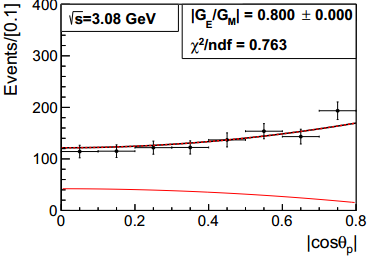 √s=3.08 GeV
|G_E/G_M| = 0.800 ± 0.000
χ²/ndf = 0.763
Events/[0.1]
400
300
200
100
0
0 0.2 0.4 0.6 0.8
|cosθ_p|